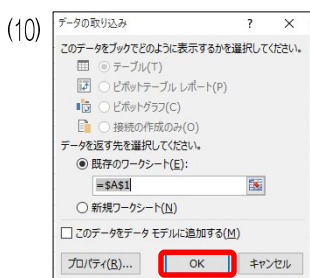 (10)
データの取り込み ? ×
このデータをブックでどのように表示するかを選択してください。
テーブル(T)
ピボットテーブル レポート(P)
ピボットグラフ(C)
接続の作成のみ(O)
データを返す先を選択してください。
既存のワークシート(E):
=$A$1
新規ワークシート(N)
このデータをデータ モデルに追加する(M)
プロパティ(R)... OK キャンセル